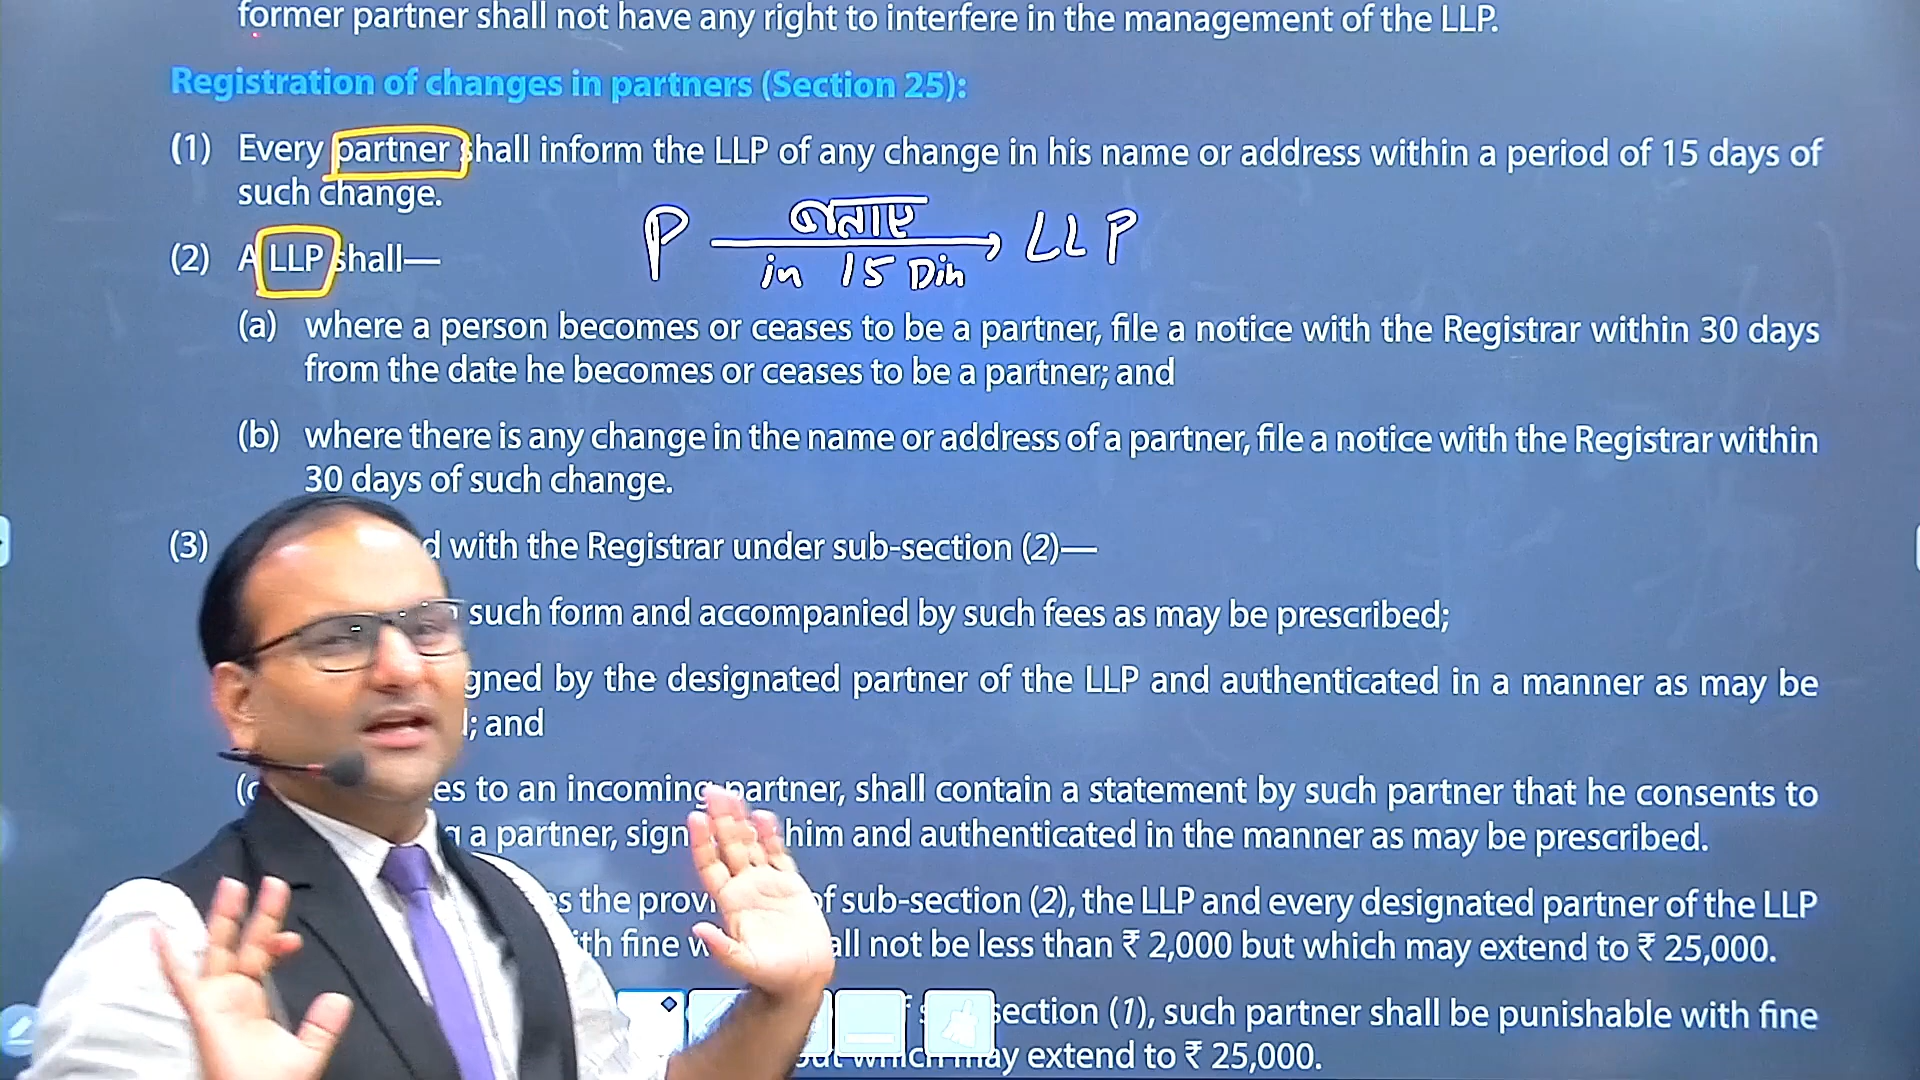 former partner shall not have any right to interfere in the management of the LLP.
Registration of changes in partners (Section 25):
(1) Every partner shall inform the LLP of any change in his name or address within a period of 15 days of
such change.
P बताए LLP
in 15 Din
(2) A LLP shall—
(a) where a person becomes or ceases to be a partner, file a notice with the Registrar within 30 days
from the date he becomes or ceases to be a partner; and
(b) where there is any change in the name or address of a partner, file a notice with the Registrar within
30 days of such change.
(3) with the Registrar under sub-section (2)—
such form and accompanied by such fees as may be prescribed;
by the designated partner of the LLP and authenticated in a manner as may be
; and
to an incoming partner, shall contain a statement by such partner that he consents to
a partner, him and authenticated in the manner as may be prescribed.
the of sub-section (2), the LLP and every designated partner of the LLP
fine not be less than ₹ 2,000 but which may extend to ₹ 25,000.
section (1), such partner shall be punishable with fine
but which may extend to ₹ 25,000.